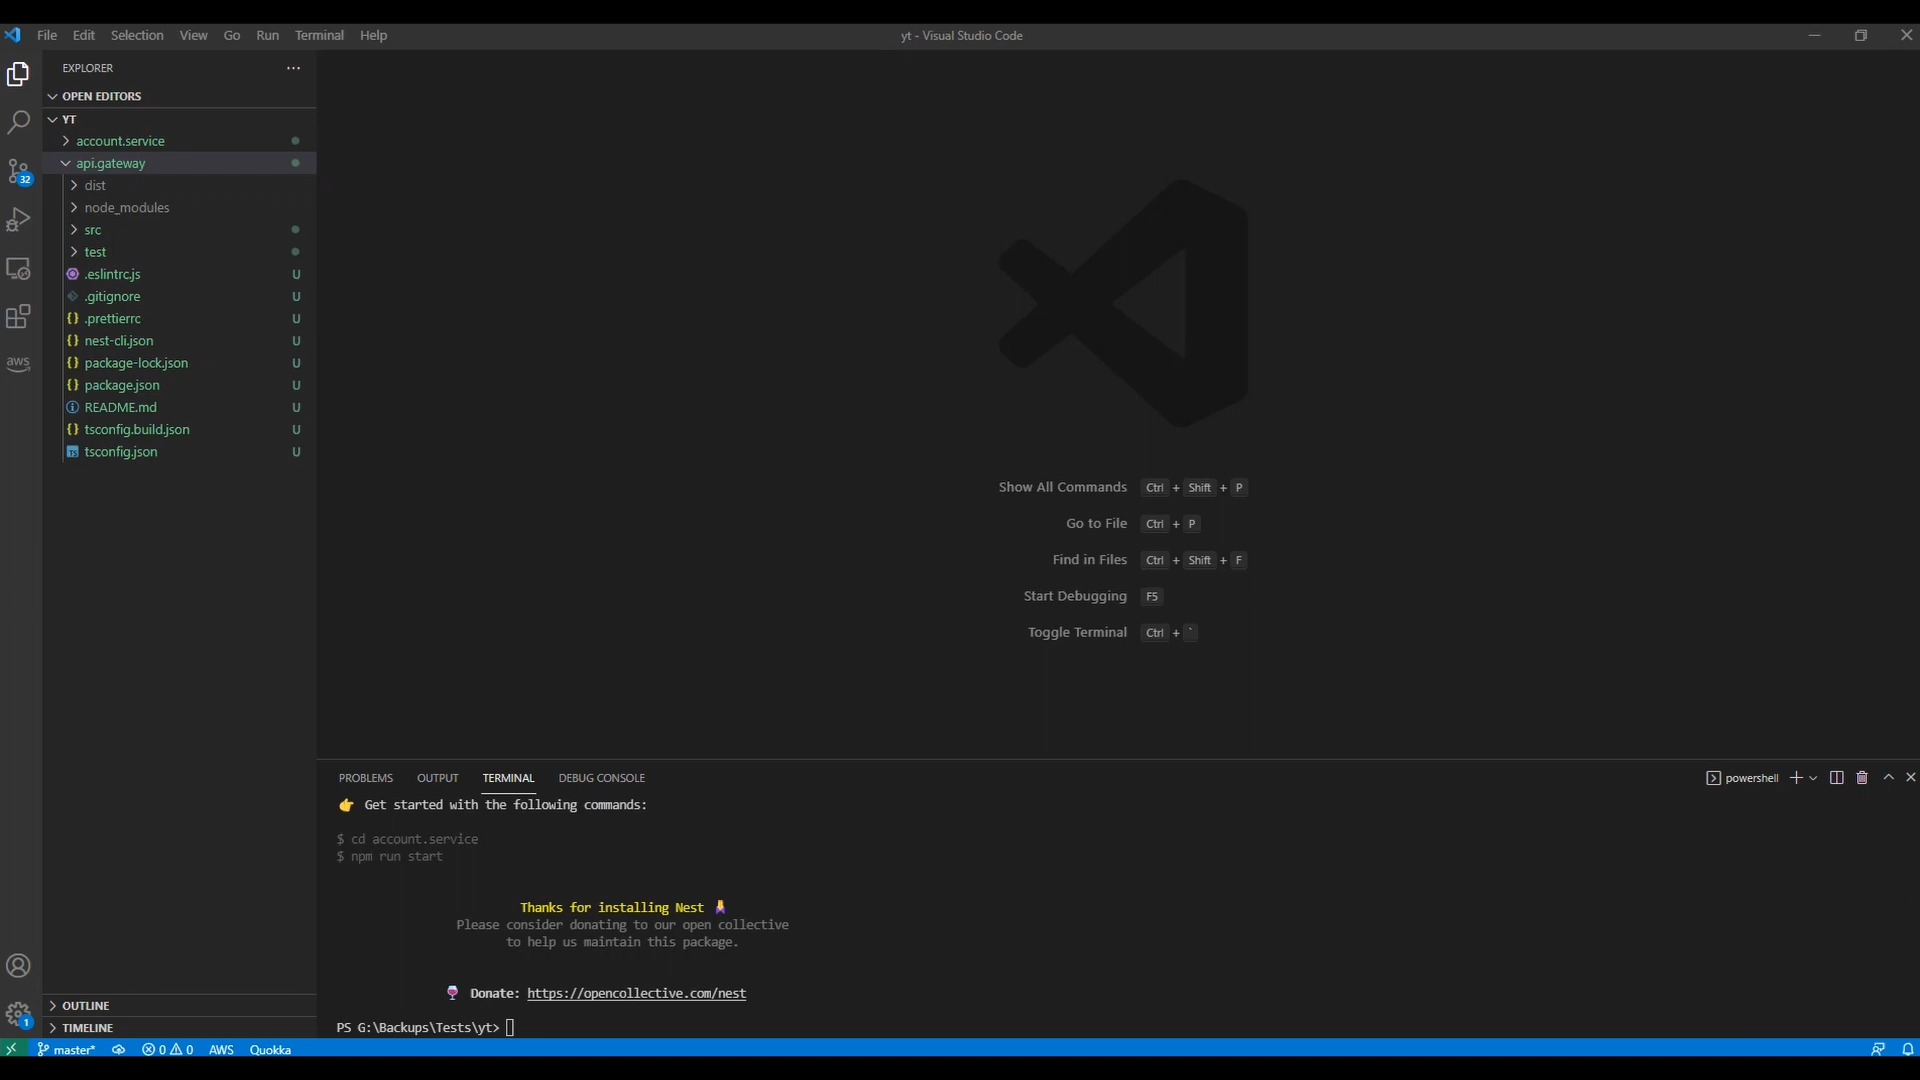 File Edit Selection View Go Run Terminal Help
yt - Visual Studio Code
EXPLORER
OPEN EDITORS
YT
account.service
api.gateway
dist
node_modules
src
test
.eslintrc.js U
.gitignore U
.prettierrc U
nest-cli.json U
package-lock.json U
package.json U
README.md U
tsconfig.build.json U
TS tsconfig.json U
32
aws
Show All Commands Ctrl + Shift + P
Go to File Ctrl + P
Find in Files Ctrl + Shift + F
Start Debugging F5
Toggle Terminal Ctrl + `
PROBLEMS OUTPUT TERMINAL DEBUG CONSOLE
powershell
👉 Get started with the following commands:
$ cd account.service
$ npm run start
Thanks for installing Nest
Please consider donating to our open collective
to help us maintain this package.
🍷 Donate: https://opencollective.com/nest
PS G:\Backups\Tests\yt>
OUTLINE
TIMELINE
1
master* 0 0 AWS Quokka